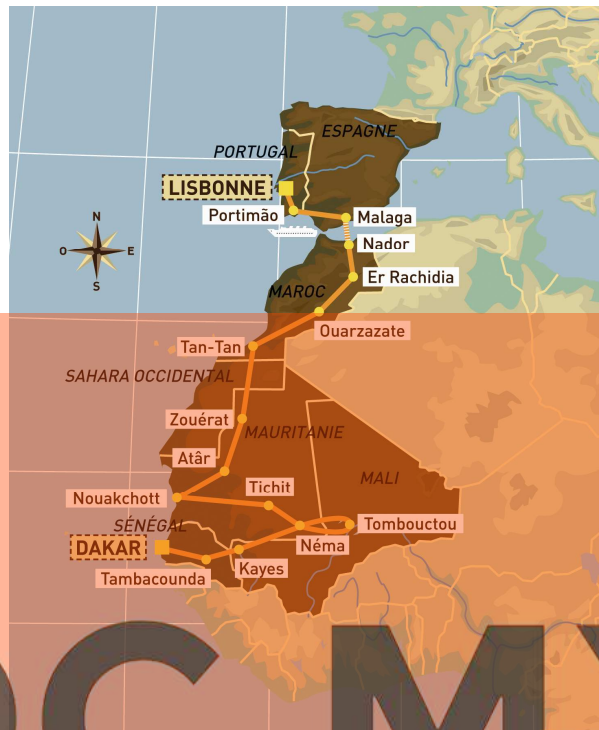 ESPAGNE
PORTUGAL
LISBONNE
Portimão
Malaga
N
O
E
S
Nador
Er Rachidia
MAROC
Ouarzazate
Tan-Tan
SAHARA OCCIDENTAL
Zouérat
MAURITANIE
Atâr
MALI
Tichit
Nouakchott
Tombouctou
SÉNÉGAL
Néma
DAKAR
Kayes
Tambacounda